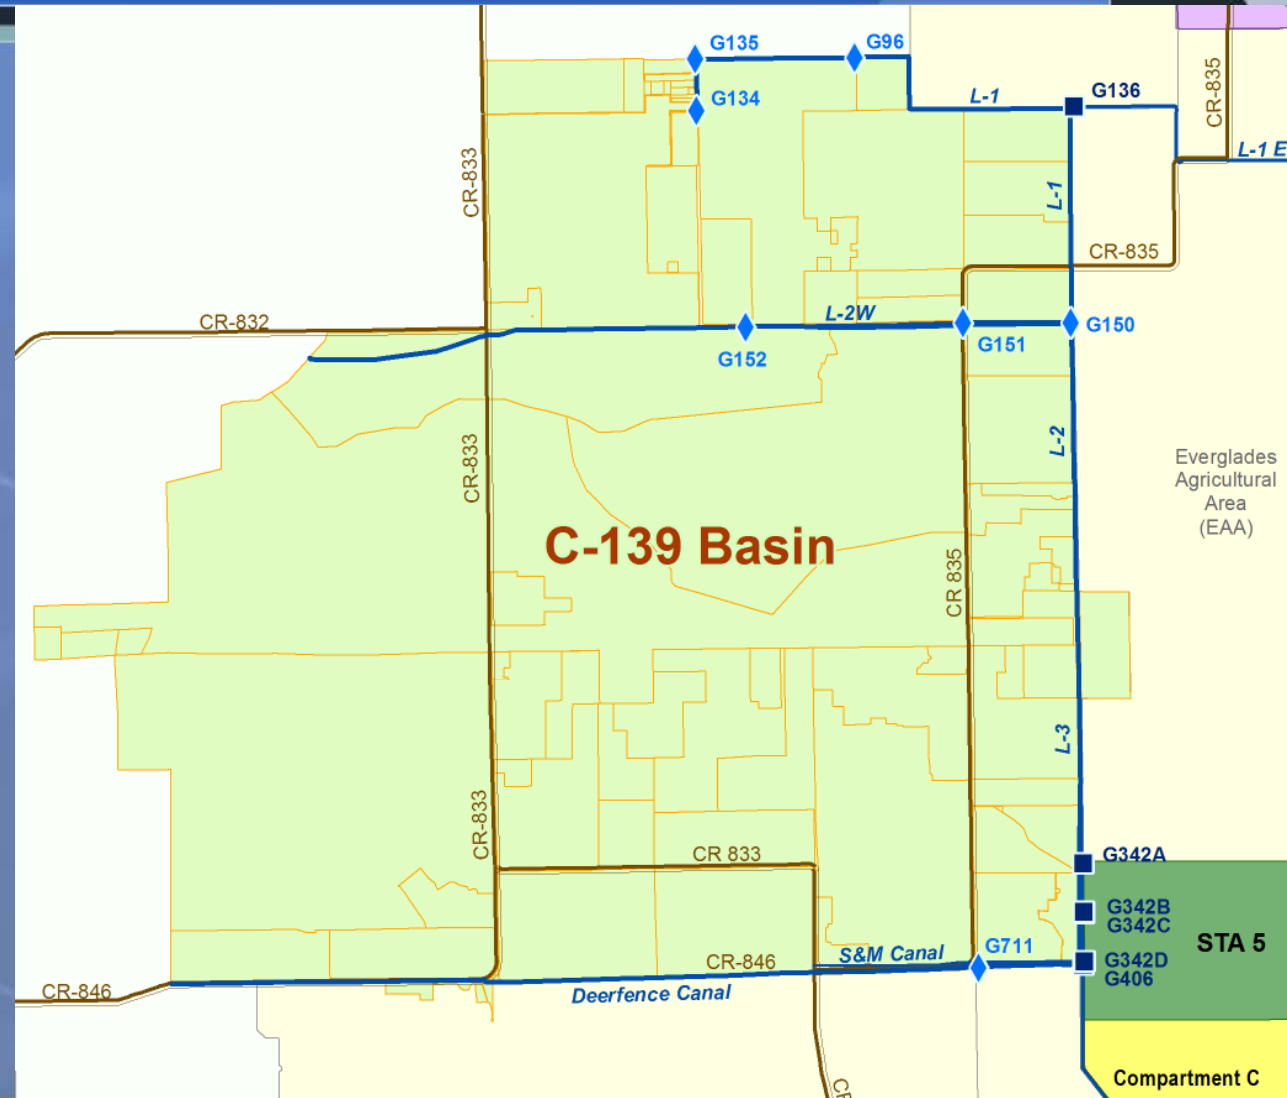 G135
G96
G134
L-1
G136
CR-835
L-1 E
CR-833
L-1
CR-835
CR-832
L-2W
G152
G151
G150
CR-833
L-2
Everglades
Agricultural
Area
(EAA)
C-139 Basin
CR 835
L-3
CR-833
CR 833
G342A
G342B
G342C
STA 5
S&M Canal
G711
CR-846
G342D
G406
CR-846
Deerfence Canal
Compartment C